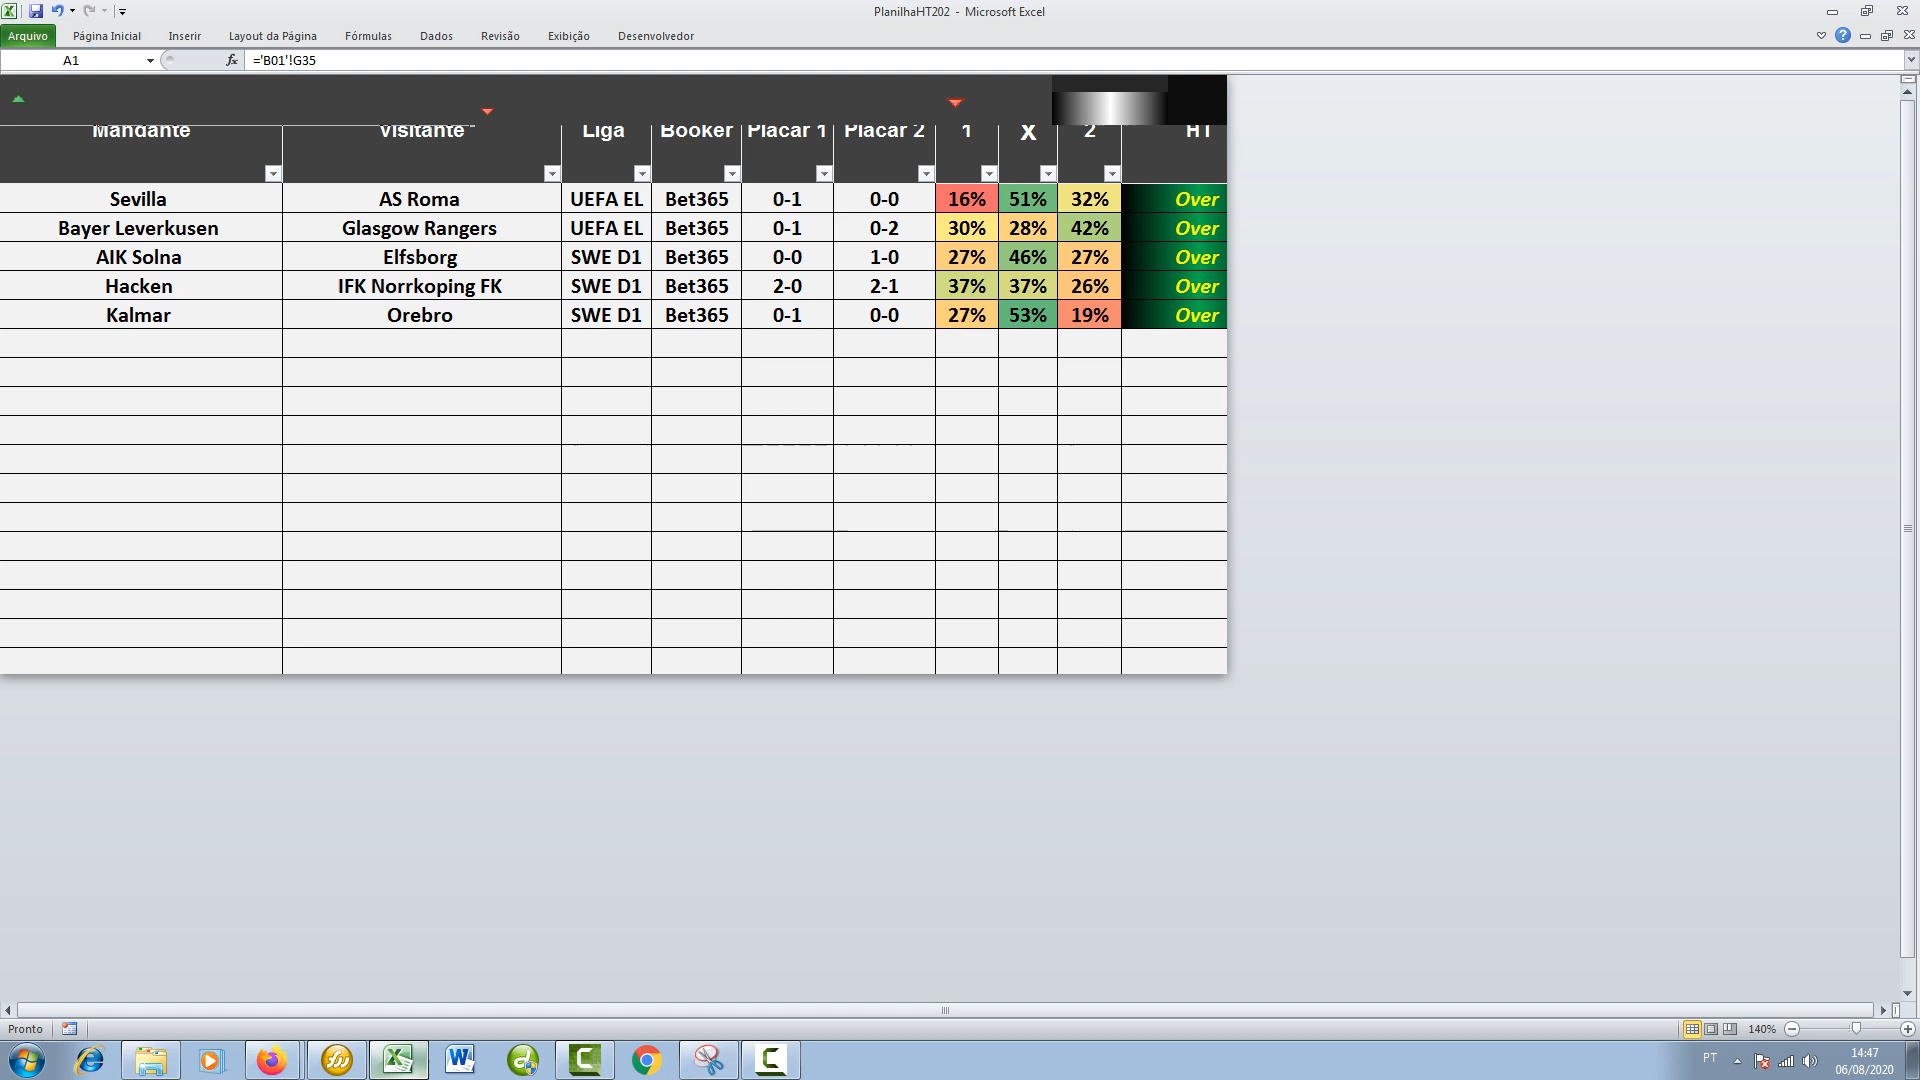 PlanilhaHT202 - Microsoft Excel
Arquivo Página Inicial Inserir Layout da Página Fórmulas Dados Revisão Exibição Desenvolvedor
A1 fx ='B01'!G35
Mandante Visitante Liga Booker Placar 1 Placar 2 1 X 2 HT
Sevilla AS Roma UEFA EL Bet365 0-1 0-0 16% 51% 32% Over
Bayer Leverkusen Glasgow Rangers UEFA EL Bet365 0-1 0-2 30% 28% 42% Over
AIK Solna Elfsborg SWE D1 Bet365 0-0 1-0 27% 46% 27% Over
Hacken IFK Norrkoping FK SWE D1 Bet365 2-0 2-1 37% 37% 26% Over
Kalmar Orebro SWE D1 Bet365 0-1 0-0 27% 53% 19% Over
Pronto 140%
PT 14:47
06/08/2020